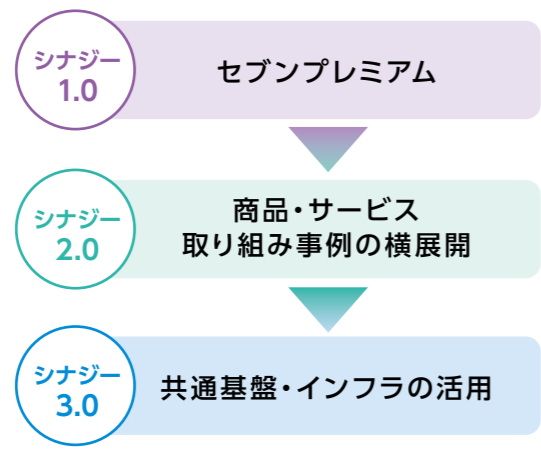 シナジー
1.0
セブンプレミアム
シナジー
2.0
商品・サービス
取り組み事例の横展開
シナジー
3.0
共通基盤・インフラの活用